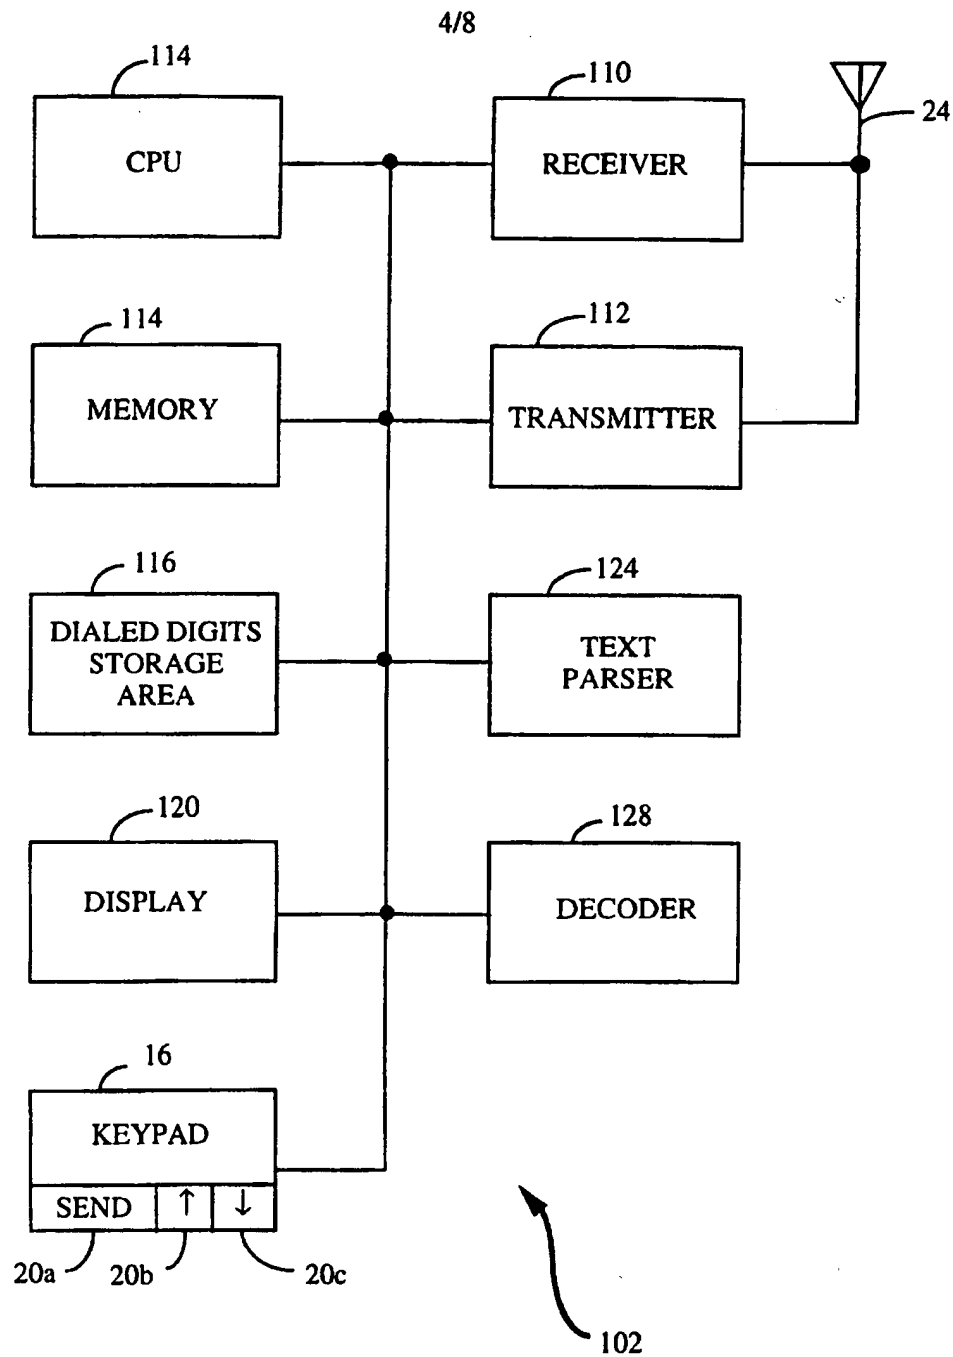 4/8
114
CPU
110
RECEIVER
24
114
MEMORY
112
TRANSMITTER
116
DIALED DIGITS
STORAGE
AREA
124
TEXT
PARSER
120
DISPLAY
128
DECODER
16
KEYPAD
SEND ↑ ↓
20a 20b 20c
102